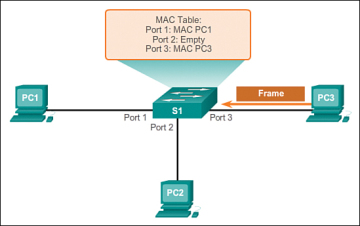 MAC Table:
Port 1: MAC PC1
Port 2: Empty
Port 3: MAC PC3
Frame
PC1
S1
PC3
Port 1
Port 3
Port 2
PC2